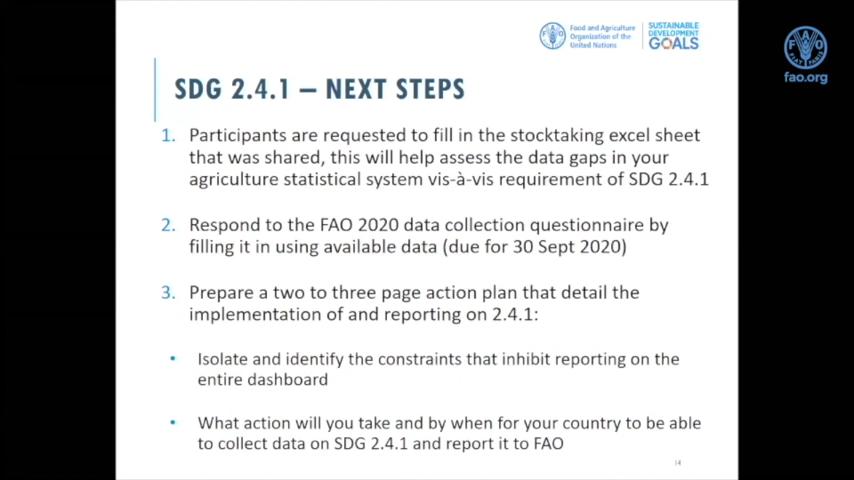 Food and Agriculture
Organization of the
United Nations
SUSTAINABLE
DEVELOPMENT
GOALS
FAO
FIAT PANIS
fao.org
SDG 2.4.1 – NEXT STEPS
1. Participants are requested to fill in the stocktaking excel sheet
that was shared, this will help assess the data gaps in your
agriculture statistical system vis-à-vis requirement of SDG 2.4.1
2. Respond to the FAO 2020 data collection questionnaire by
filling it in using available data (due for 30 Sept 2020)
3. Prepare a two to three page action plan that detail the
implementation of and reporting on 2.4.1:
• Isolate and identify the constraints that inhibit reporting on the
entire dashboard
• What action will you take and by when for your country to be able
to collect data on SDG 2.4.1 and report it to FAO
14